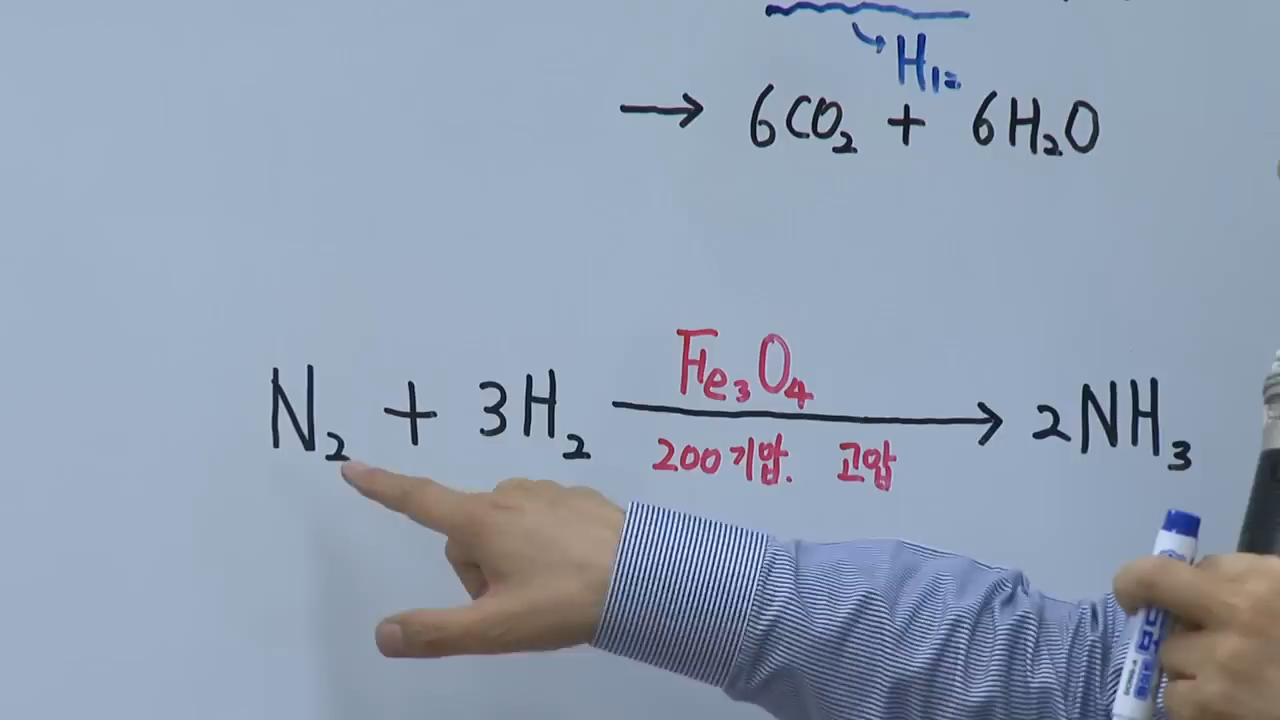 H₁₂
→ 6CO₂ + 6H₂O
Fe₃O₄
N₂ + 3H₂ → 2NH₃
200기압. 고압